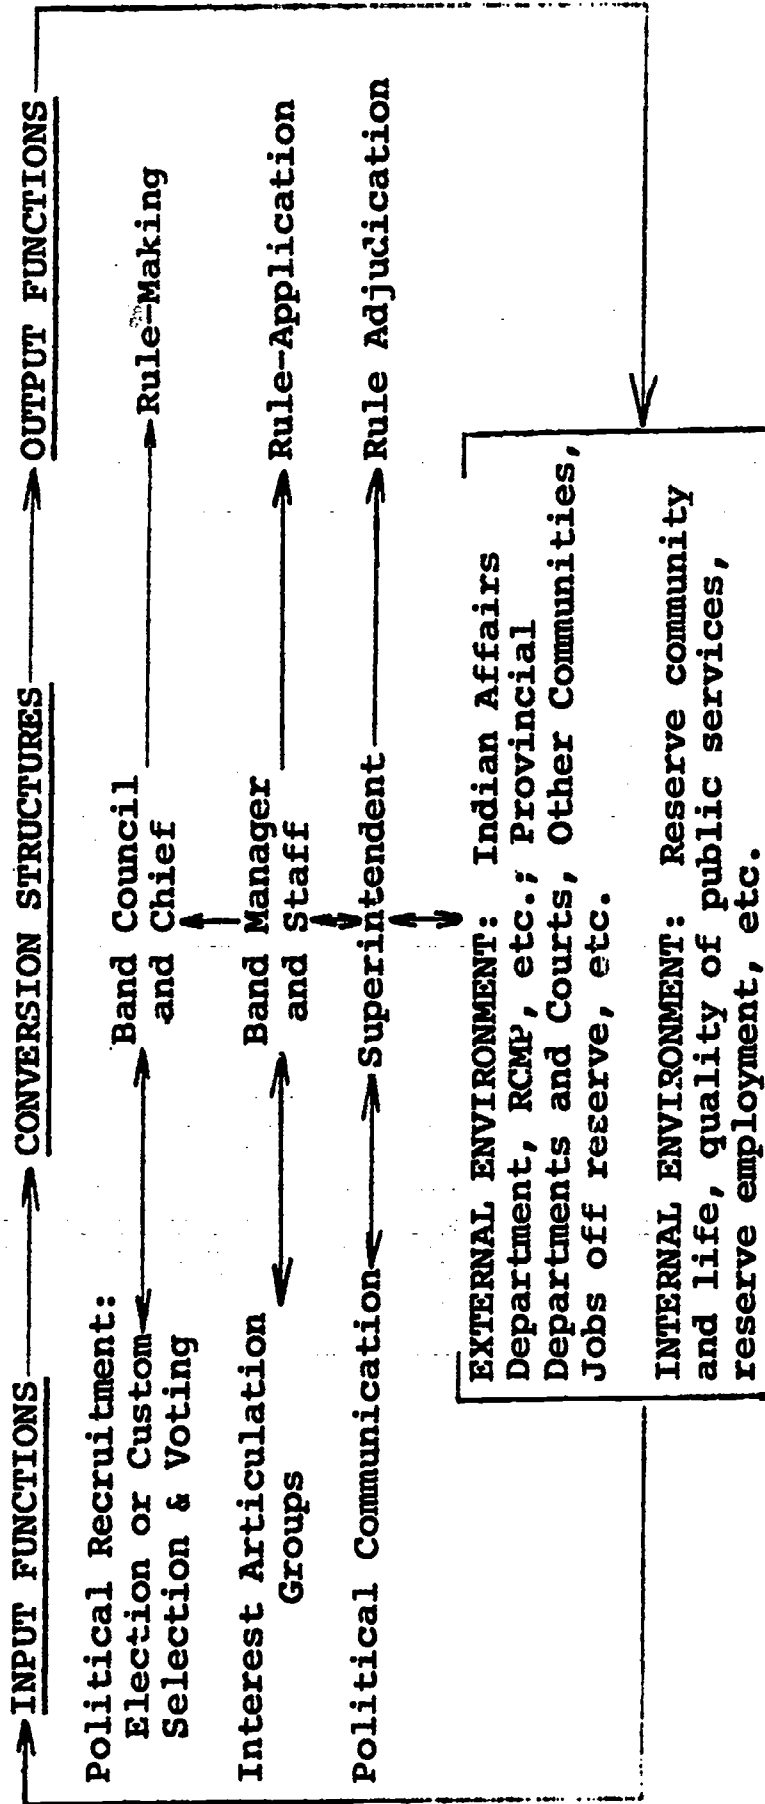 INPUT FUNCTIONS
CONVERSION STRUCTURES
OUTPUT FUNCTIONS
Political Recruitment:
Election or Custom
Selection & Voting
Band Council
and Chief
Rule-Making
Interest Articulation
Groups
Band Manager
and Staff
Rule-Application
Political Communication
Superintendent
Rule Adjudication
EXTERNAL ENVIRONMENT: Indian Affairs
Department, RCMP, etc.; Provincial
Departments and Courts, Other Communities,
Jobs off reserve, etc.
INTERNAL ENVIRONMENT: Reserve community
and life, quality of public services,
reserve employment, etc.